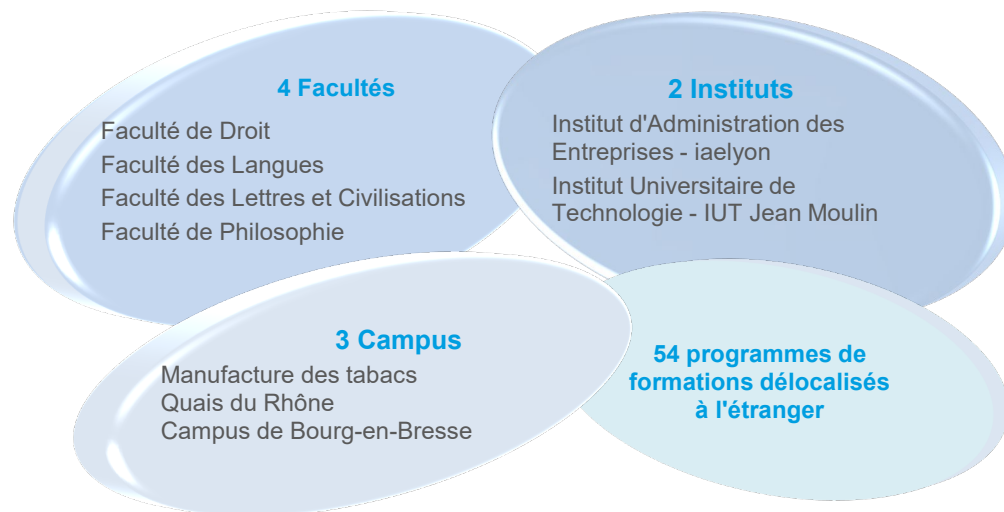 4 Facultés
Faculté de Droit
Faculté des Langues
Faculté des Lettres et Civilisations
Faculté de Philosophie
2 Instituts
Institut d'Administration des
Entreprises - iaelyon
Institut Universitaire de
Technologie - IUT Jean Moulin
3 Campus
Manufacture des tabacs
Quais du Rhône
Campus de Bourg-en-Bresse
54 programmes de
formations délocalisés
à l'étranger